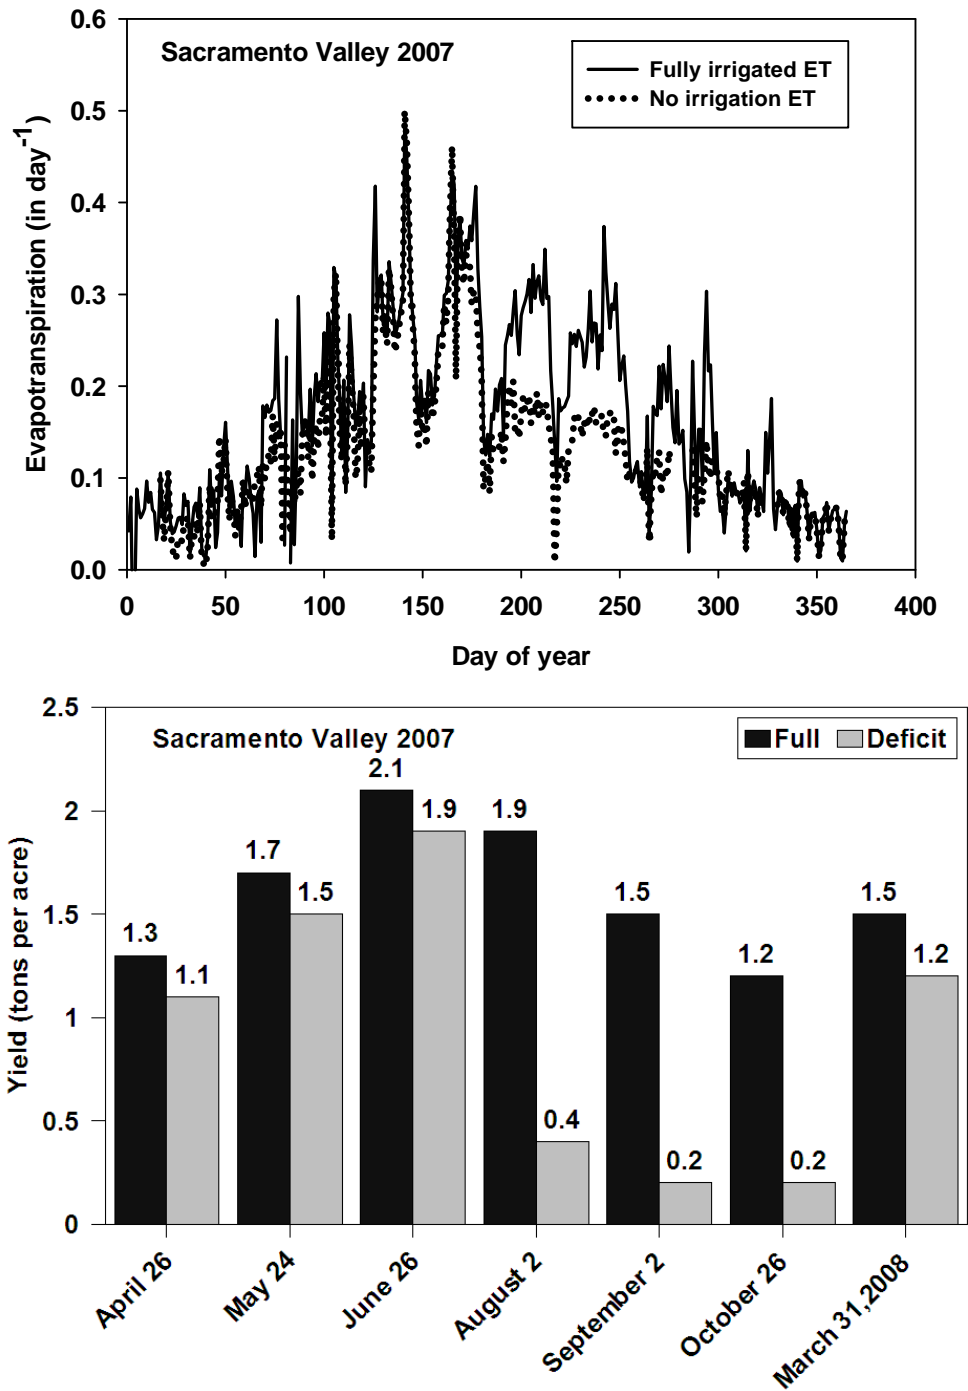 0.6
Sacramento Valley 2007
Fully irrigated ET
No irrigation ET
0.5
0.4
0.3
0.2
0.1
0.0
Evapotranspiration (in day-1)
0 50 100 150 200 250 300 350 400
Day of year
2.5
Sacramento Valley 2007
Full Deficit
2.1
1.9
1.9
2
1.7
1.5
1.5
1.5
1.5
1.3
1.1
1.2
1.2
1
0.5
0.4
0.2
0.2
0
Yield (tons per acre)
April 26
May 24
June 26
August 2
September 2
October 26
March 31,2008